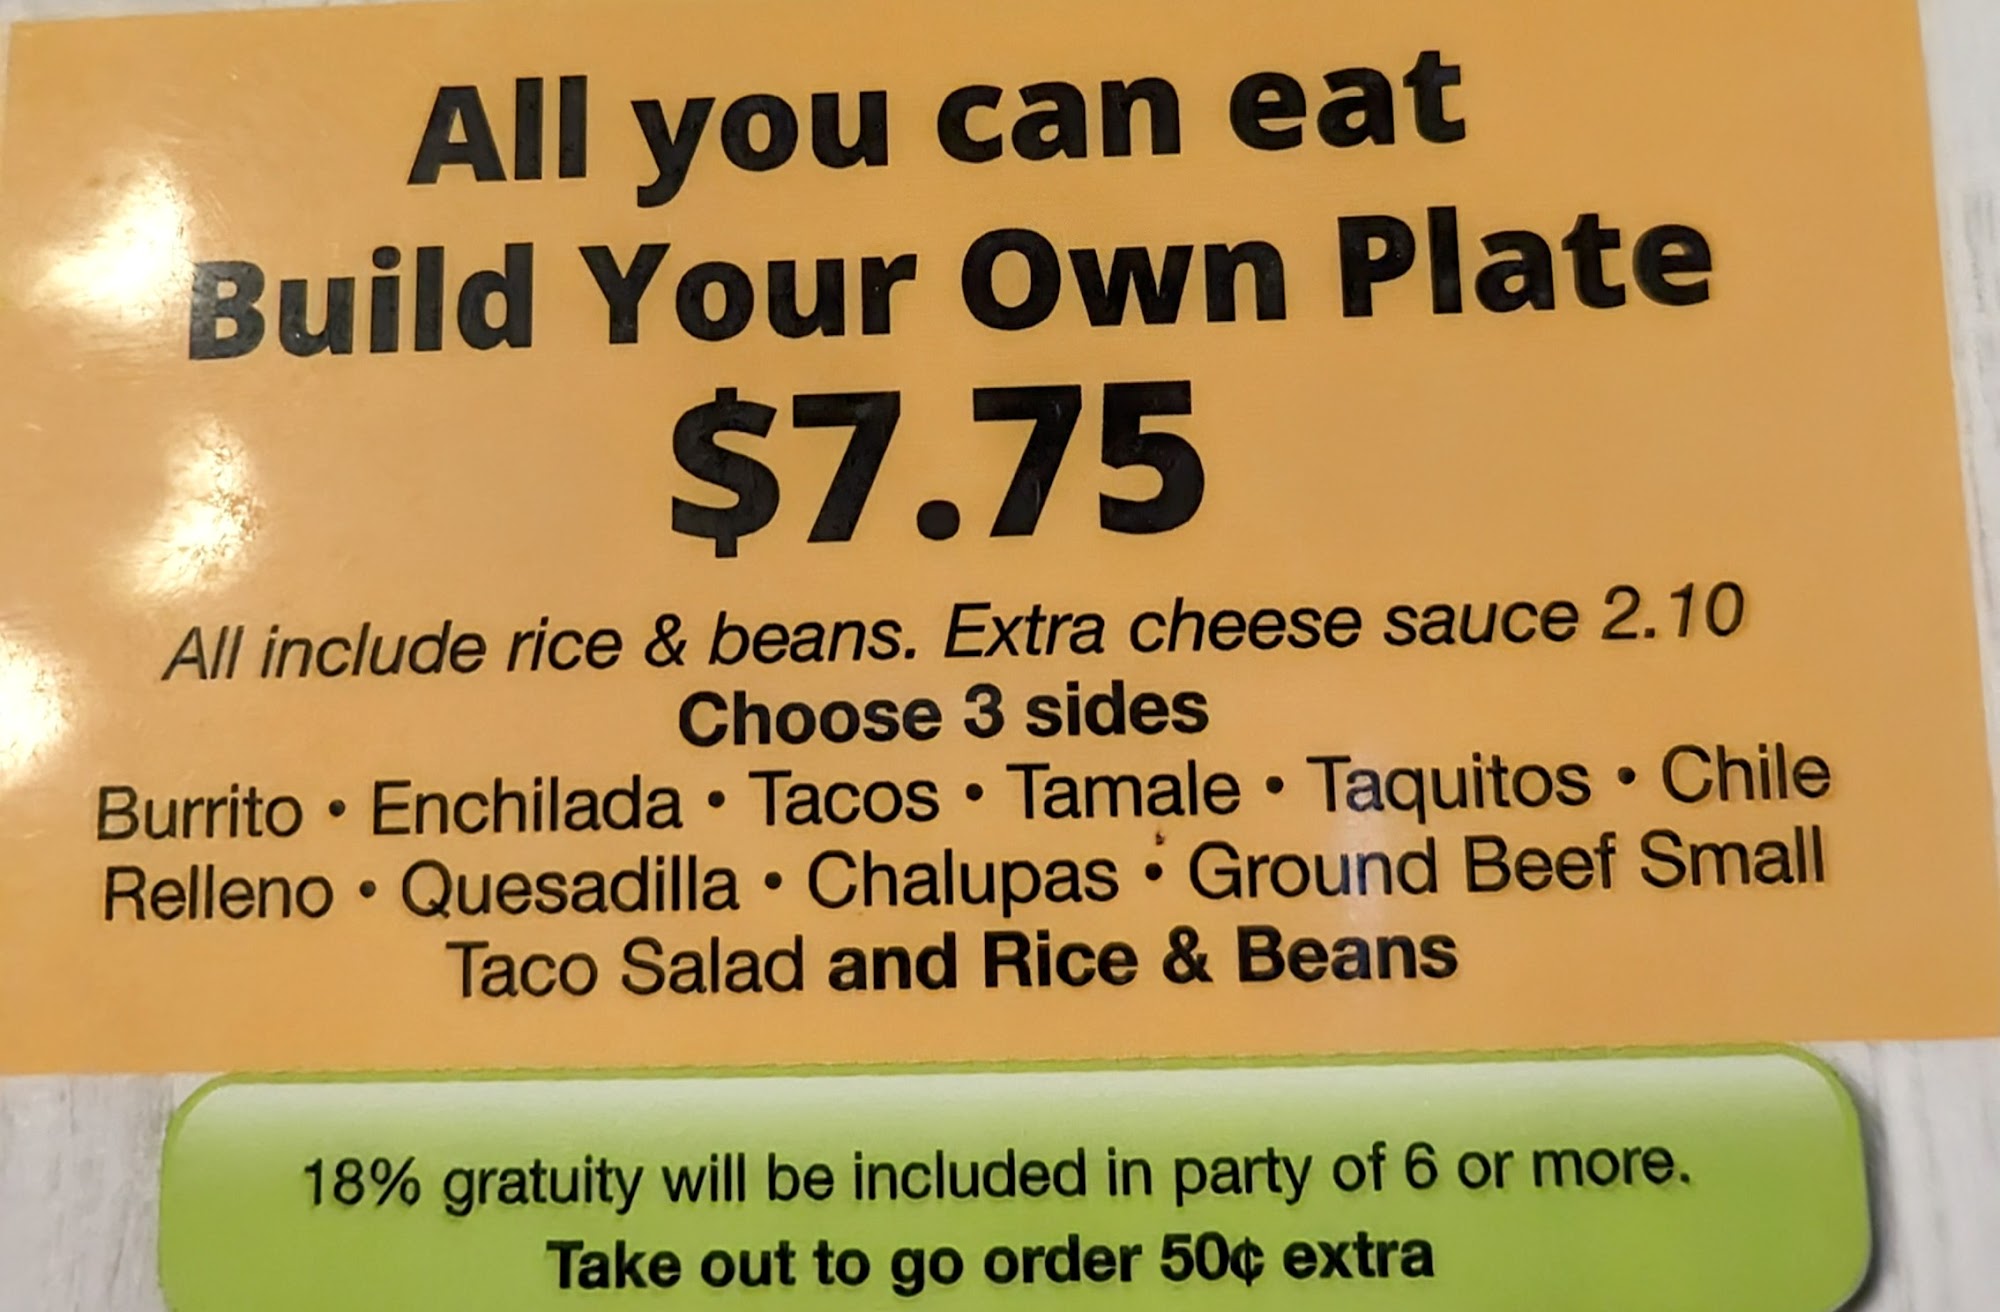 All you can eat
Build Your Own Plate
$7.75
All include rice & beans. Extra cheese sauce 2.10
Choose 3 sides
Burrito • Enchilada • Tacos • Tamale • Taquitos • Chile
Relleno • Quesadilla • Chalupas • Ground Beef Small
Taco Salad and Rice & Beans
18% gratuity will be included in party of 6 or more.
Take out to go order 50¢ extra